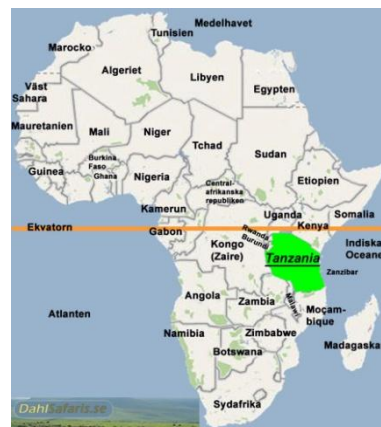 Medelhavet
Tunisien
Marocko
Algeriet
Libyen
Egypten
Väst
Sahara
Mauretanien
Mali
Niger
Tchad
Sudan
Burkina
Faso
Ghana
Guinea
Nigeria
Central-
afrikanska
republiken
Etiopien
Kamerun
Uganda
Somalia
Ekvatorn
Gabon
Kenya
Rwanda
Burundi
Kongo
(Zaire)
Indiska
Oceane
Tanzania
Zanzibar
Atlanten
Angola
Zambia
Malawi
Moçam-
bique
Namibia
Zimbabwe
Botswana
Madagaska
Sydafrika
DahlSafaris.se